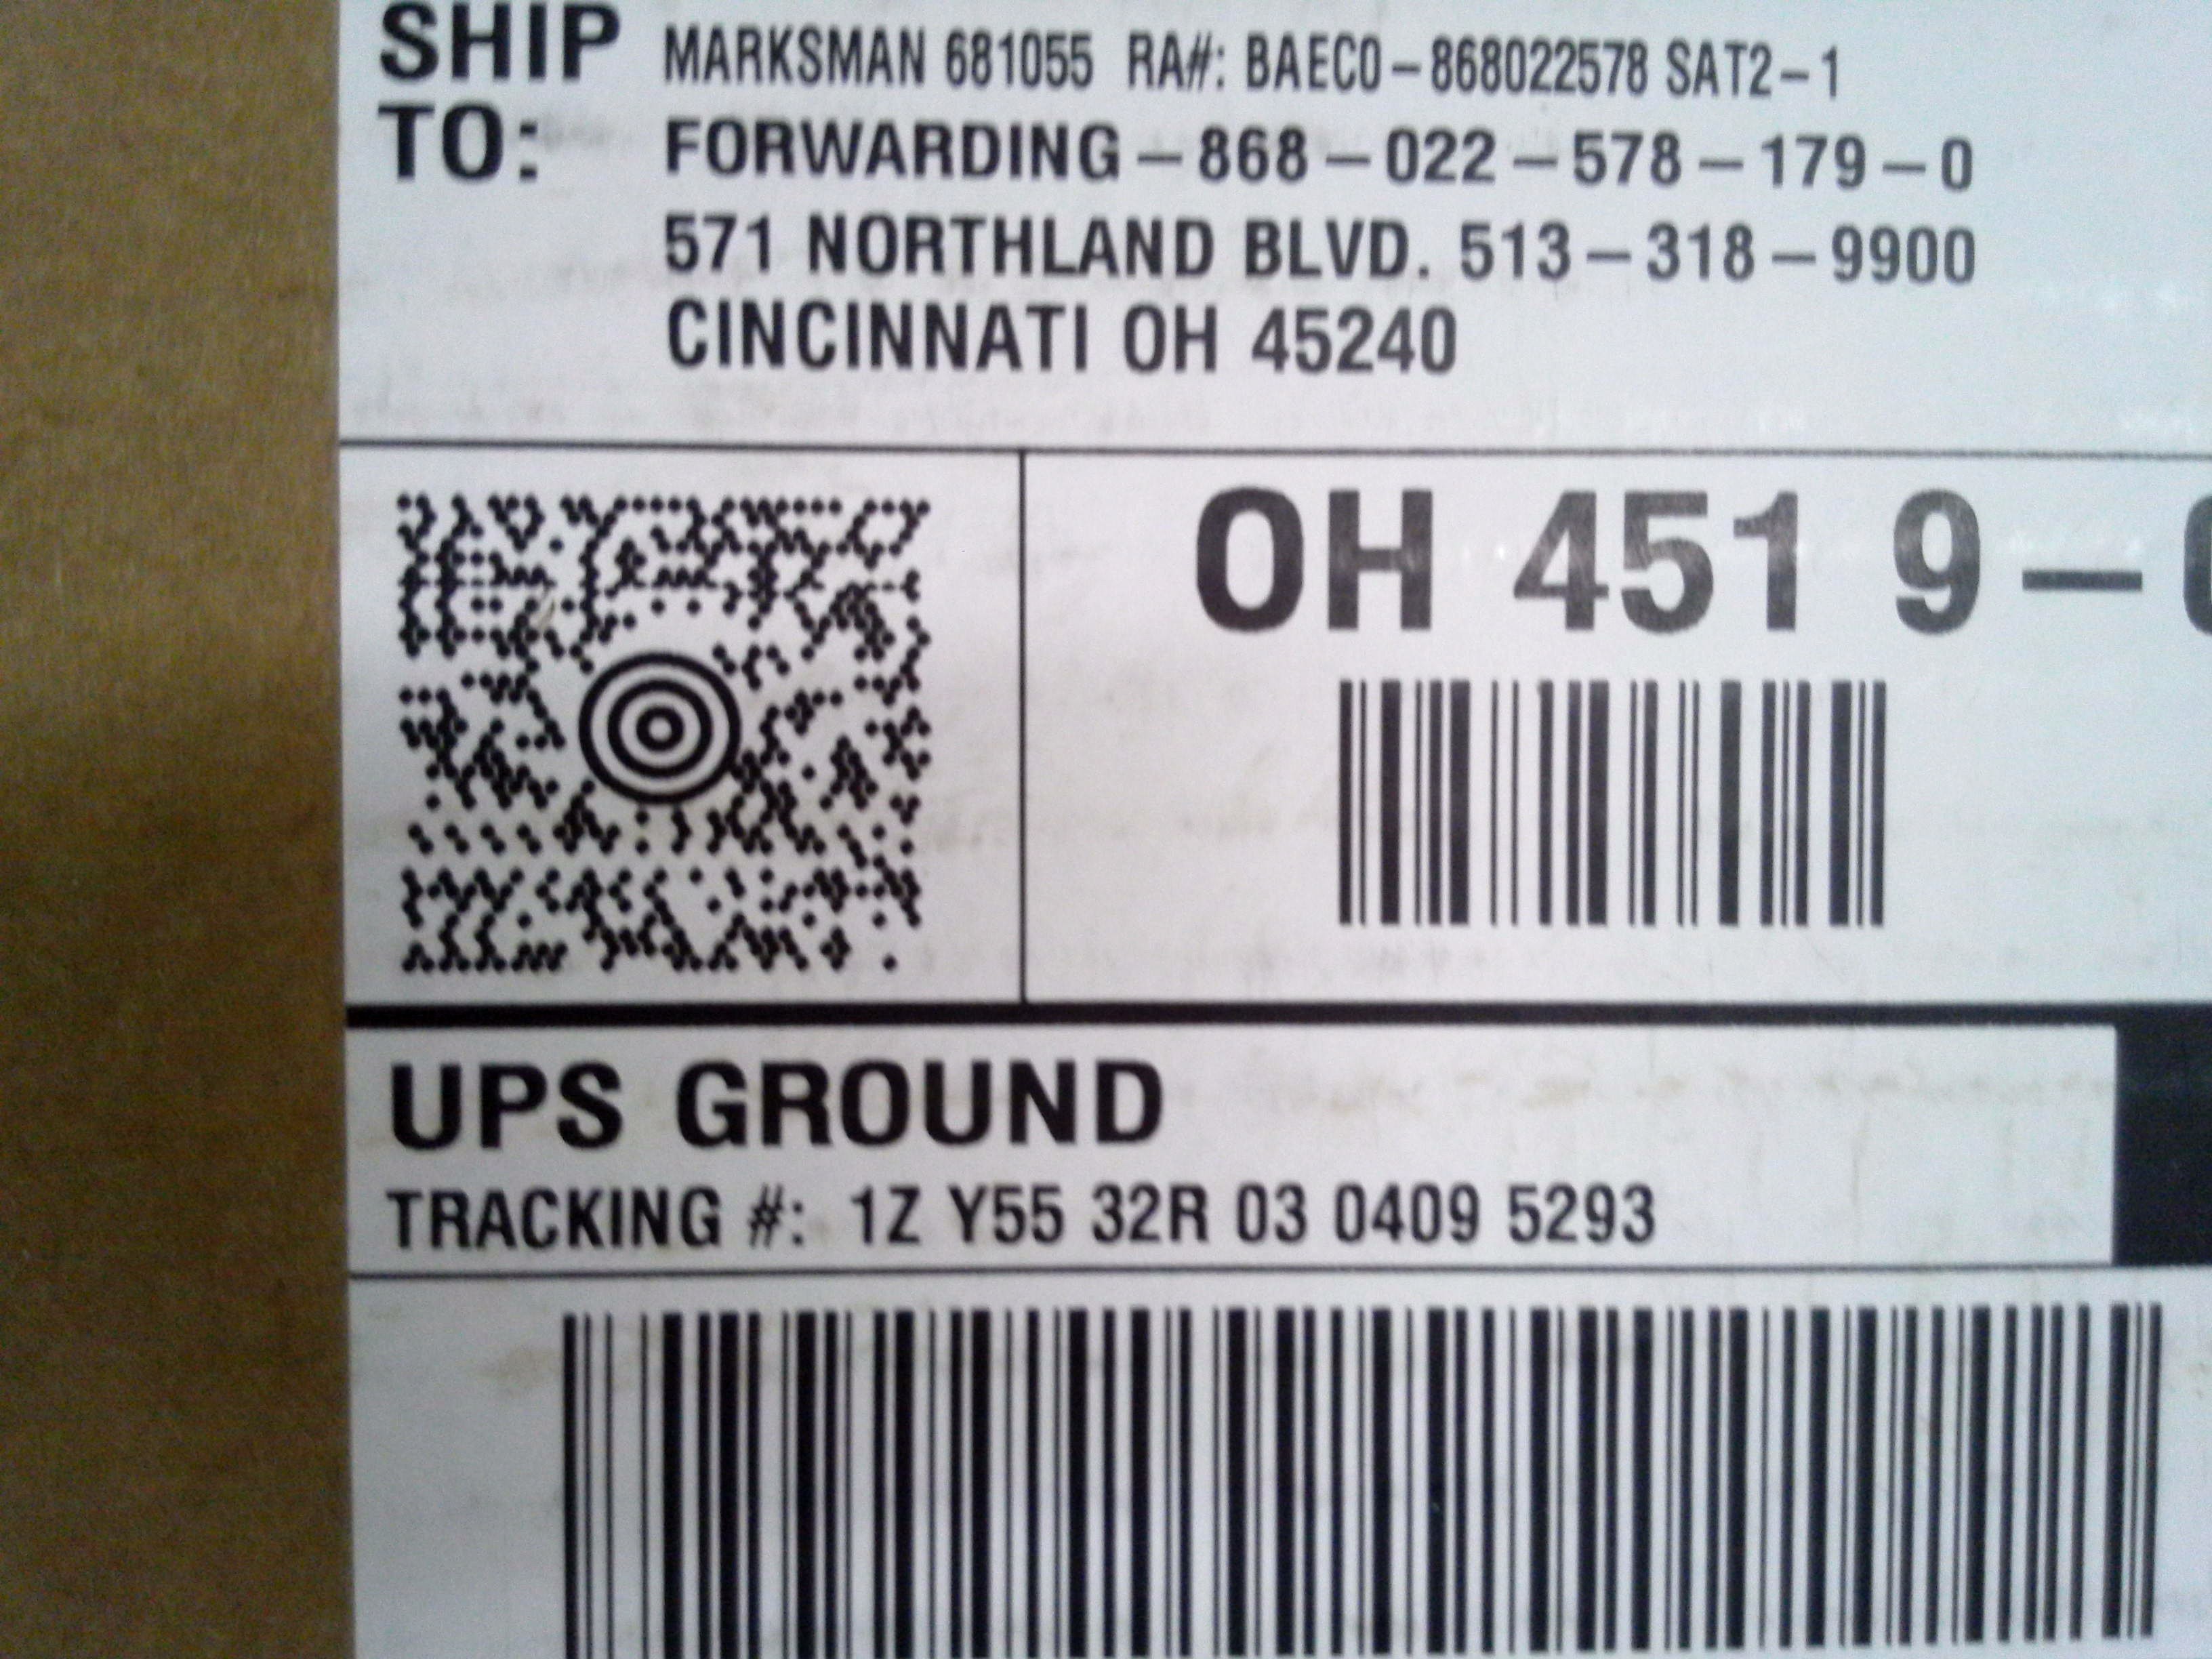 SHIP TO:
MARKSMAN 681055 RA#: BAEC0-868022578 SAT2-1
FORWARDING-868-022-578-179-0
571 NORTHLAND BLVD. 513-318-9900
CINCINNATI OH 45240
OH 451 9-
UPS GROUND
TRACKING #: 1Z Y55 32R 03 0409 5293